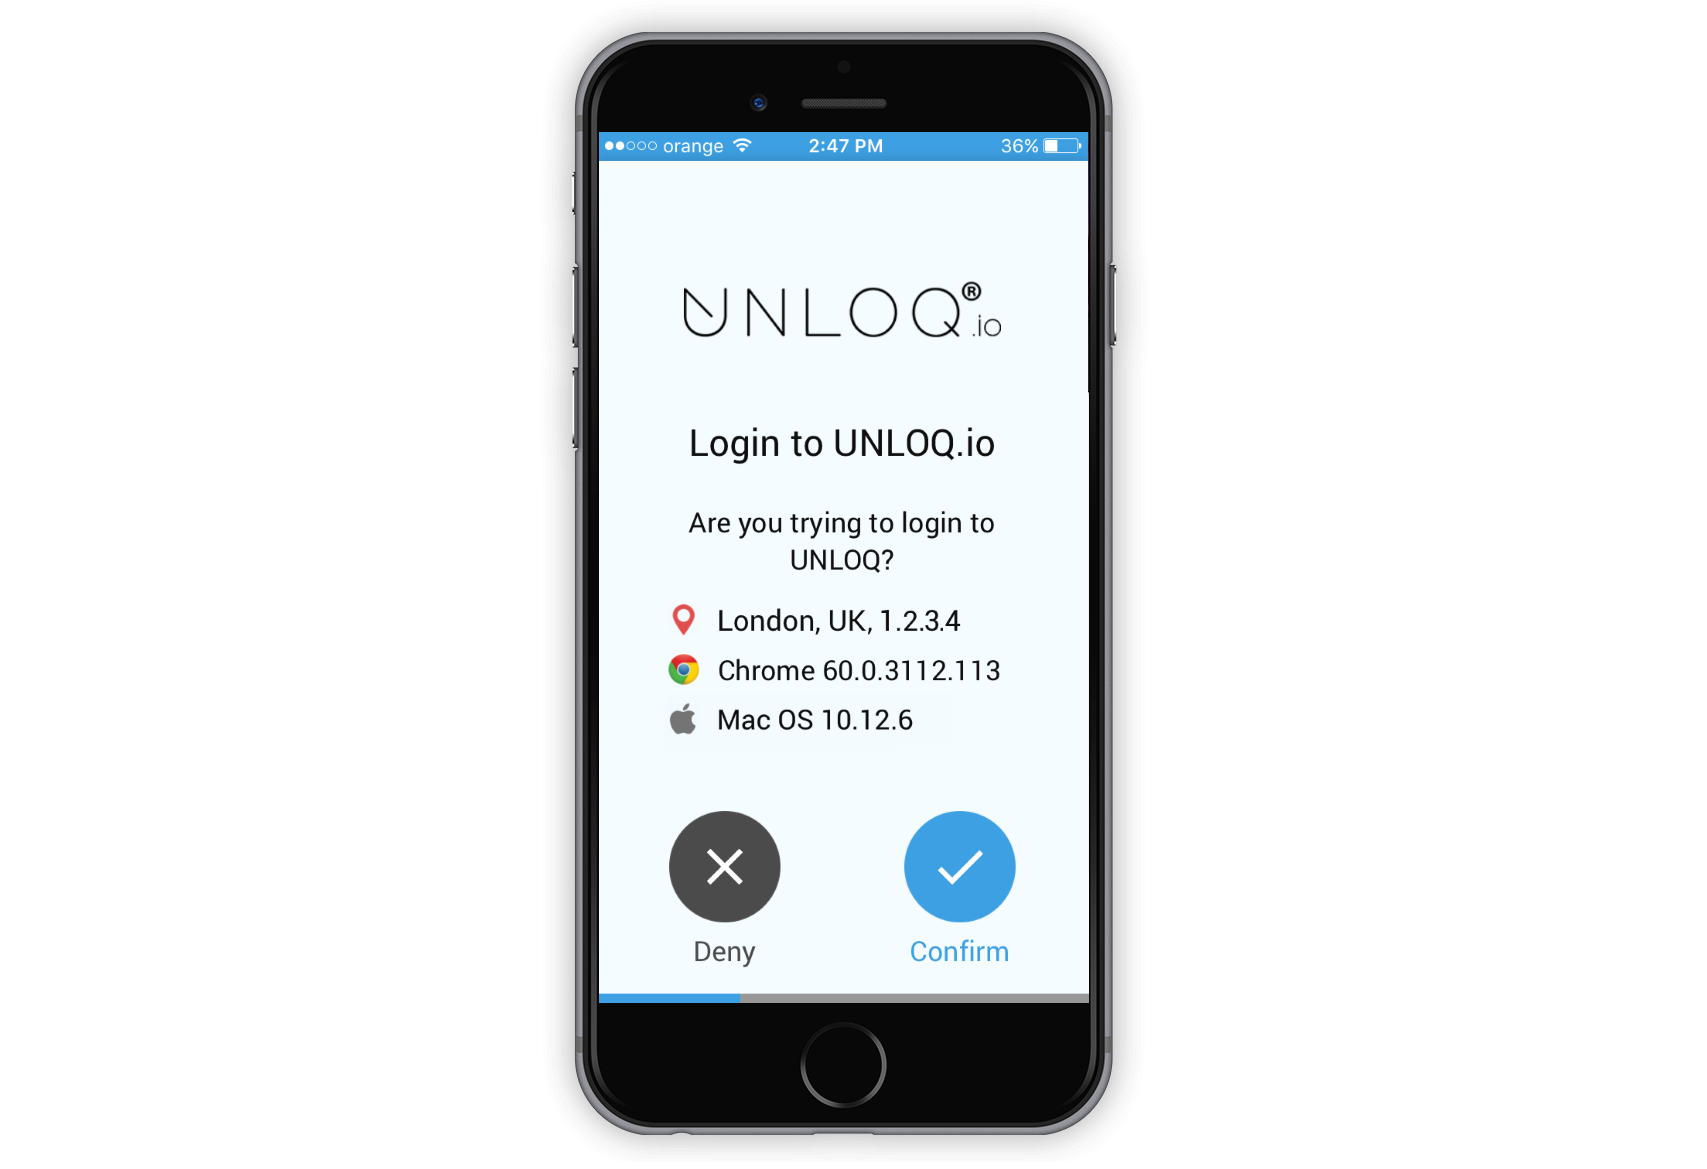 orange 2:47 PM 36%
UNLOQ®.io
Login to UNLOQ.io
Are you trying to login to
UNLOQ?
London, UK, 1.2.3.4
Chrome 60.0.3112.113
Mac OS 10.12.6
Deny Confirm